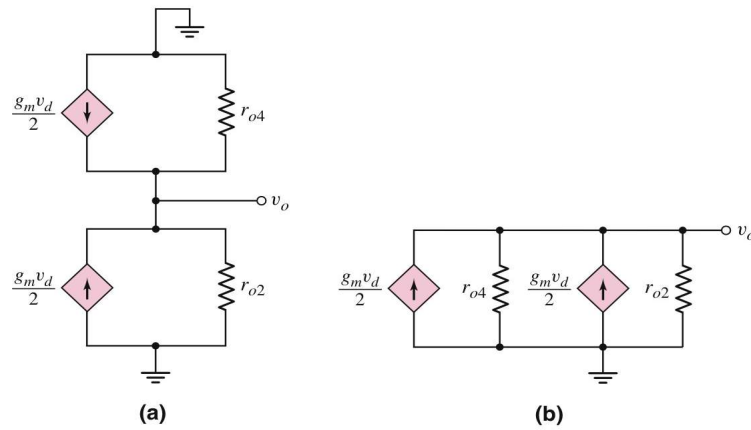 g_m v_d / 2
r_o4
v_o
g_m v_d / 2
r_o2
(a)
g_m v_d / 2
r_o4
g_m v_d / 2
r_o2
v_o
(b)